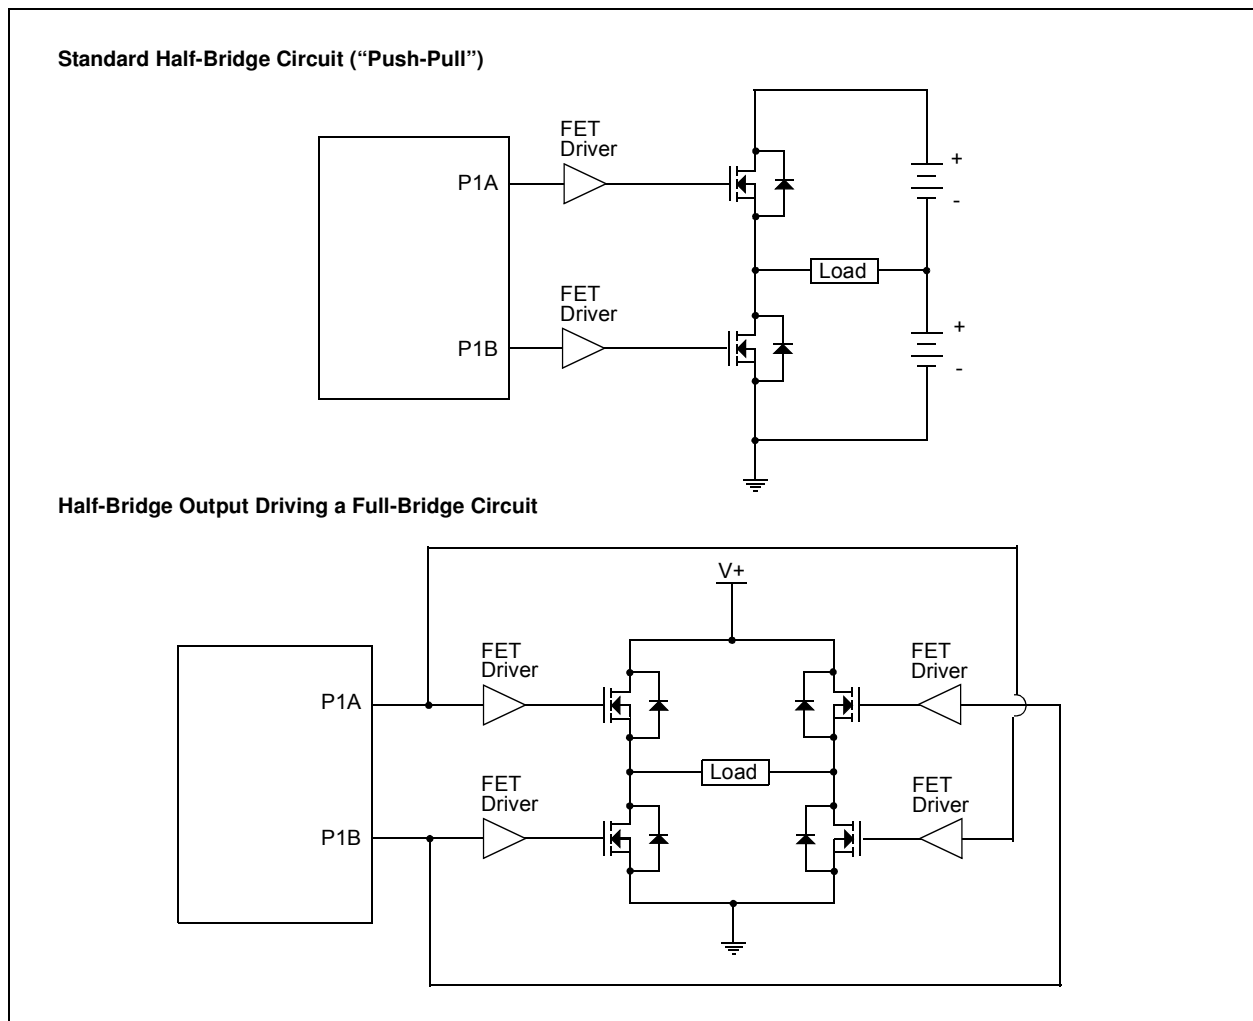 Standard Half-Bridge Circuit (“Push-Pull”)
FET
Driver
P1A
+
-
Load
FET
Driver
P1B
+
-
Half-Bridge Output Driving a Full-Bridge Circuit
V+
FET
Driver
FET
Driver
P1A
Load
FET
Driver
FET
Driver
P1B